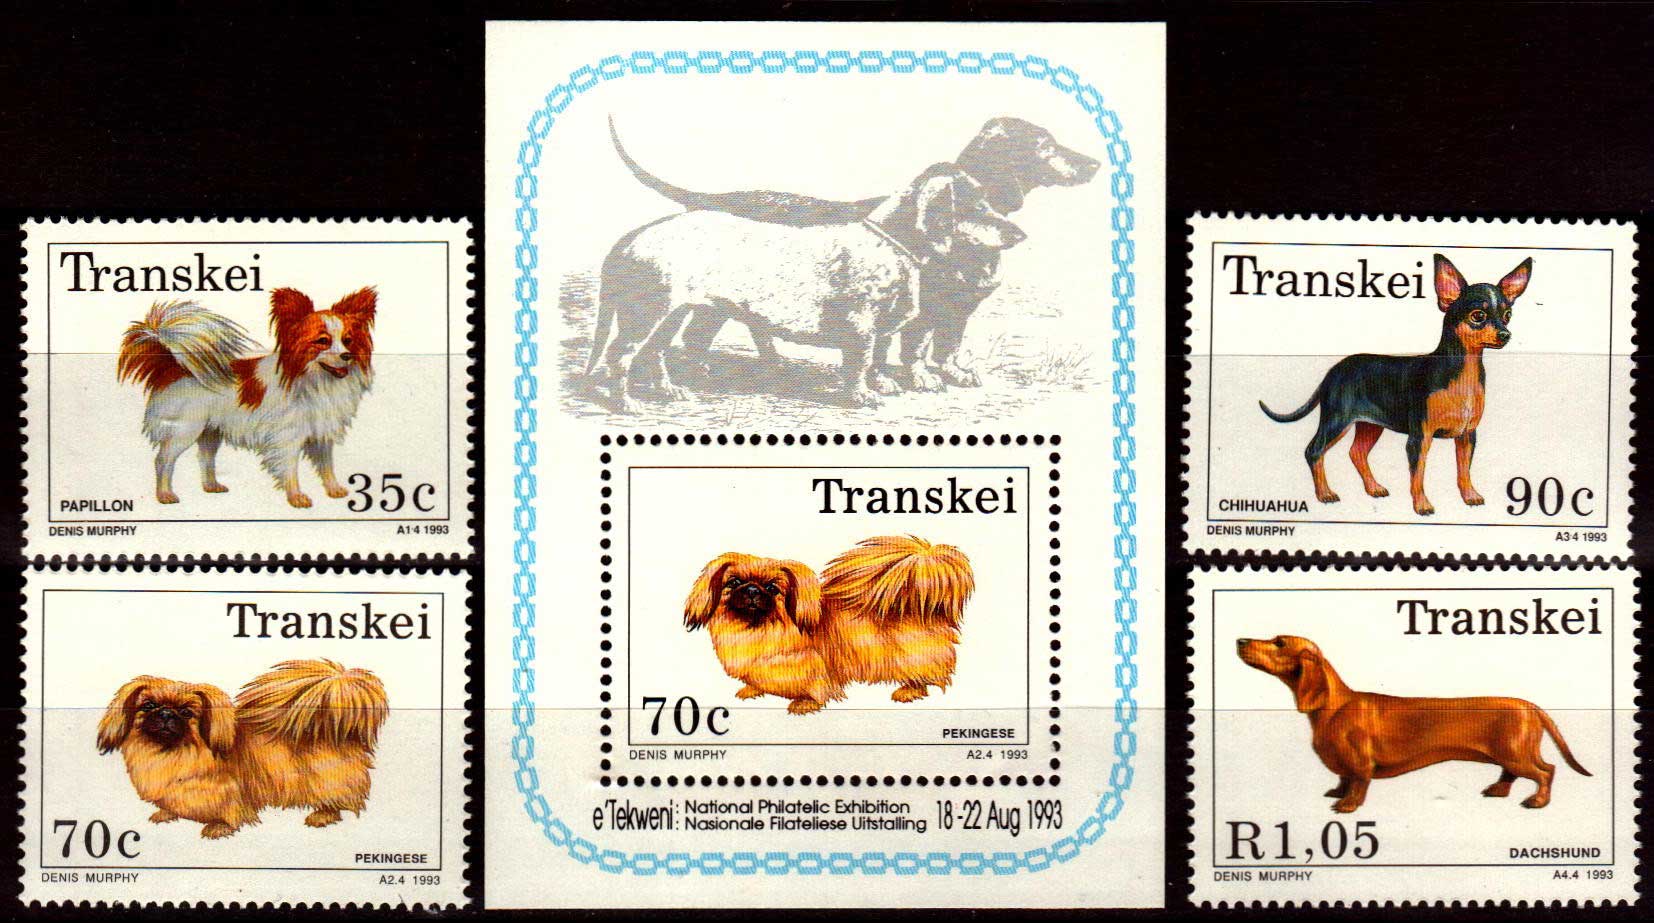 Transkei
PAPILLON
35c
DENIS MURPHY
A1·4 1993
Transkei
70c
PEKINGESE
DENIS MURPHY
A2.4 1993
Transkei
70c
PEKINGESE
DENIS MURPHY
A2.4 1993
e'Tekweni: National Philatelic Exhibition 18-22 Aug 1993
Nasionale Filateliese Uitstalling
Transkei
CHIHUAHUA
90c
DENIS MURPHY
A3·4 1993
Transkei
R1,05
DACHSHUND
DENIS MURPHY
A4.4 1993